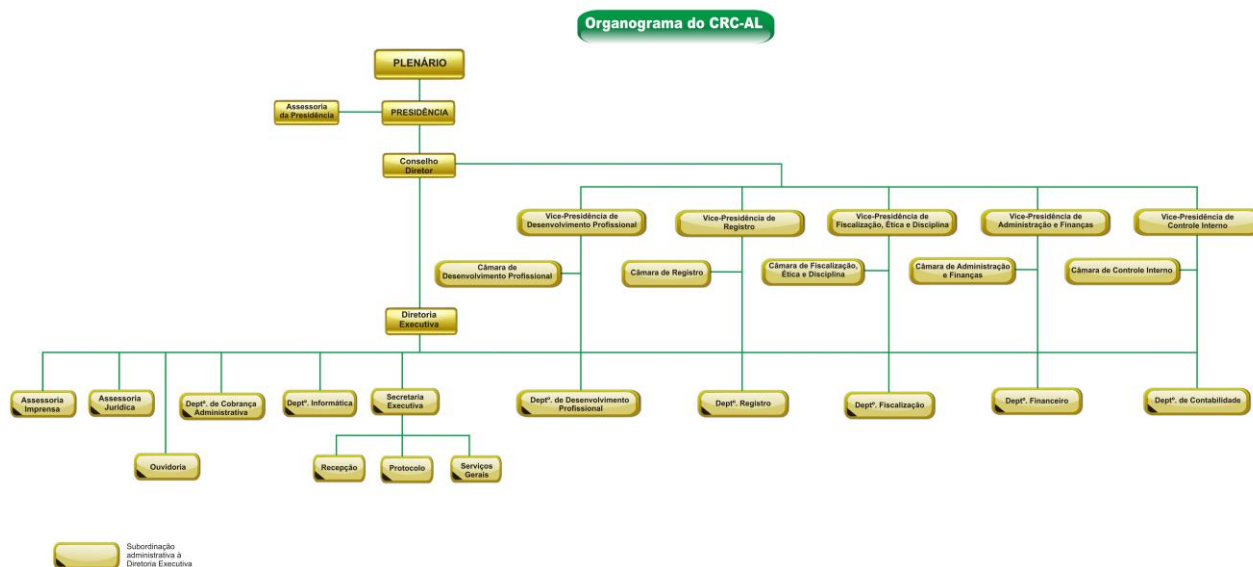 Organograma do CRC-AL
PLENÁRIO
Assessoria
da Presidência
PRESIDÊNCIA
Conselho
Diretor
Vice-Presidência de
Desenvolvimento Profissional
Vice-Presidência de
Registro
Vice-Presidência de
Fiscalização, Ética e Disciplina
Vice-Presidência de
Administração e Finanças
Vice-Presidência de
Controle Interno
Câmara de
Desenvolvimento Profissional
Câmara de Registro
Câmara de Fiscalização,
Ética e Disciplina
Câmara de Administração
e Finanças
Câmara de Controle Interno
Diretoria
Executiva
Assessoria
Imprensa
Assessoria
Jurídica
Deptº. de Cobrança
Administrativa
Deptº. Informática
Secretaria
Executiva
Deptº. de Desenvolvimento
Profissional
Deptº. Registro
Deptº. Fiscalização
Deptº. Financeiro
Deptº. de Contabilidade
Ouvidoria
Recepção
Protocolo
Serviços
Gerais
Subordinação
administrativa à
Diretoria Executiva